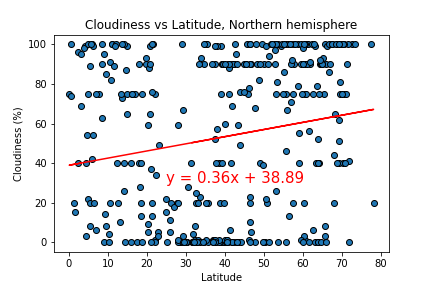 Cloudiness vs Latitude, Northern hemisphere
100
80
60
40
20
0
Cloudiness (%)
y = 0.36x + 38.89
0 10 20 30 40 50 60 70 80
Latitude